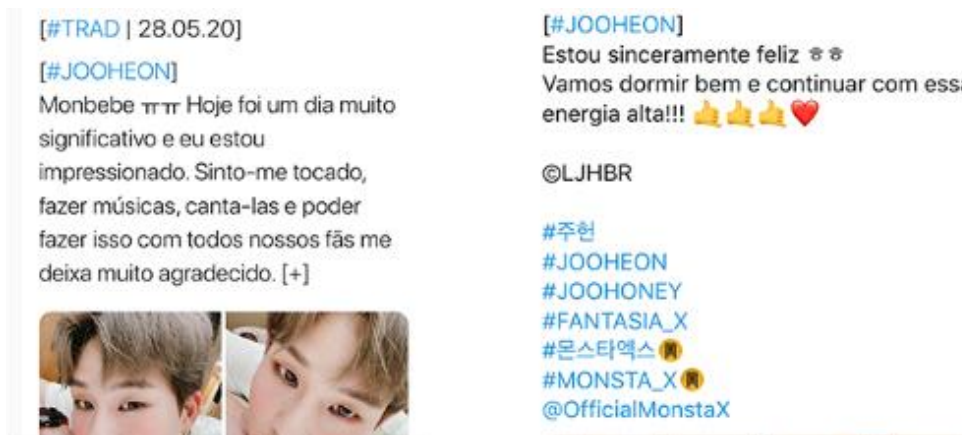 [#TRAD | 28.05.20]
[#JOOHEON]
Monbebe ㅠㅠ Hoje foi um dia muito
significativo e eu estou
impressionado. Sinto-me tocado,
fazer músicas, canta-las e poder
fazer isso com todos nossos fãs me
deixa muito agradecido. [+]
[#JOOHEON]
Estou sinceramente feliz ㅎㅎ
Vamos dormir bem e continuar com essa
energia alta!!! 🤙🤙🤙❤️
©LJHBR
#주헌
#JOOHEON
#JOOHONEY
#FANTASIA_X
#몬스타엑스
#MONSTA_X
@OfficialMonstaX